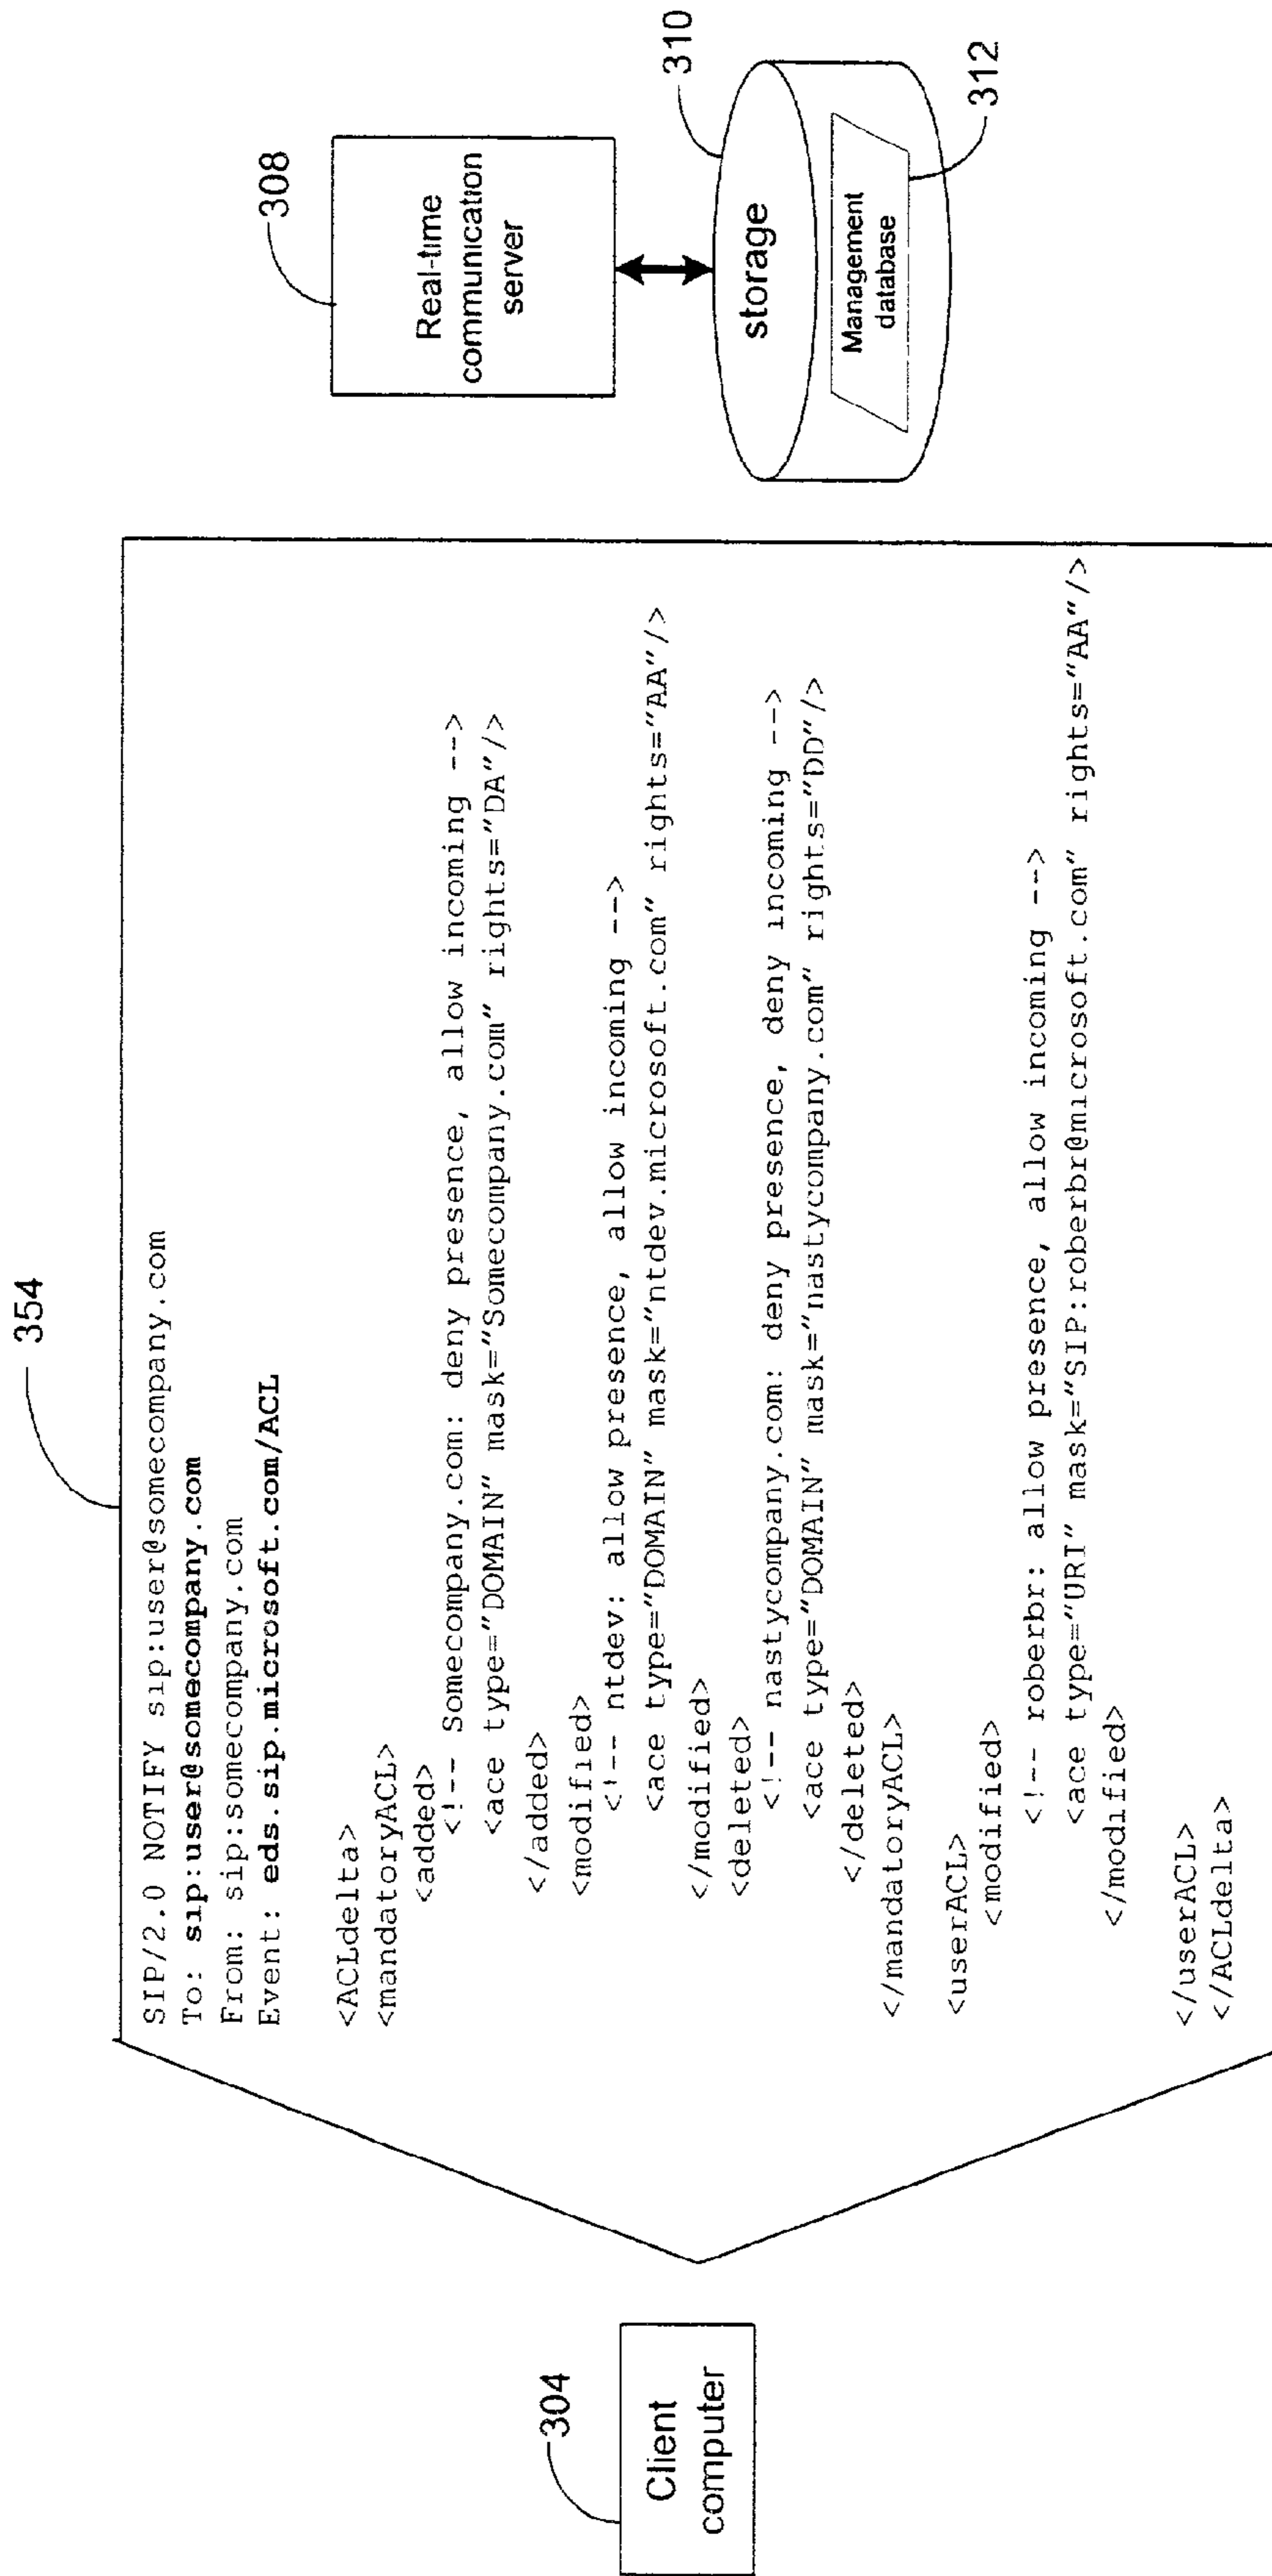 354
SIP/2.0 NOTIFY sip:user@somecompany.com
To: sip:user@somecompany.com
From: sip:somecompany.com
Event: eds.sip.microsoft.com/ACL
<ACLdelta>
<mandatoryACL>
<added>
<!-- Somecompany.com: deny presence, allow incoming -->
<ace type="DOMAIN" mask="Somecompany.com" rights="DA"/>
</added>
<modified>
<!-- ntdev: allow presence, allow incoming -->
<ace type="DOMAIN" mask="ntdev.microsoft.com" rights="AA"/>
</modified>
<deleted>
<!-- nastycompany.com: deny presence, deny incoming -->
<ace type="DOMAIN" mask="nastycompany.com" rights="DD"/>
</deleted>
</mandatoryACL>
<userACL>
<modified>
<!-- roberbr: allow presence, allow incoming -->
<ace type="URI" mask="SIP:roberbr@microsoft.com" rights="AA"/>
</modified>
</userACL>
</ACLdelta>
304
Client
computer
308
Real-time
communication
server
310
storage
Management
database
312